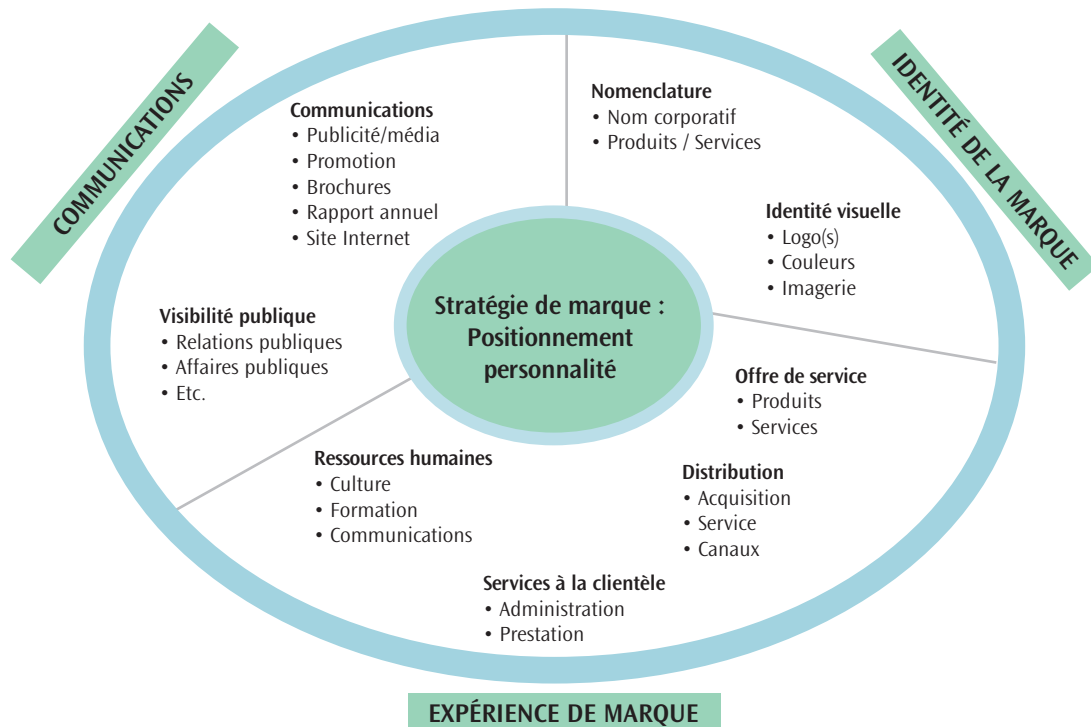 COMMUNICATIONS
Communications
• Publicité/média
• Promotion
• Brochures
• Rapport annuel
• Site Internet
Visibilité publique
• Relations publiques
• Affaires publiques
• Etc.
IDENTITÉ DE LA MARQUE
Nomenclature
• Nom corporatif
• Produits / Services
Identité visuelle
• Logo(s)
• Couleurs
• Imagerie
Stratégie de marque :
Positionnement
personnalité
Offre de service
• Produits
• Services
Distribution
• Acquisition
• Service
• Canaux
Ressources humaines
• Culture
• Formation
• Communications
Services à la clientèle
• Administration
• Prestation
EXPÉRIENCE DE MARQUE